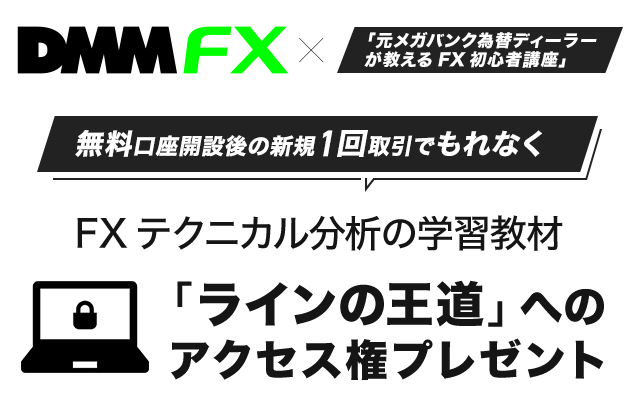 DMM FX × 「元メガバンク為替ディーラー
が教える FX 初心者講座」
無料口座開設後の新規1回取引でもれなく
FX テクニカル分析の学習教材
「ラインの王道」への
アクセス権プレゼント